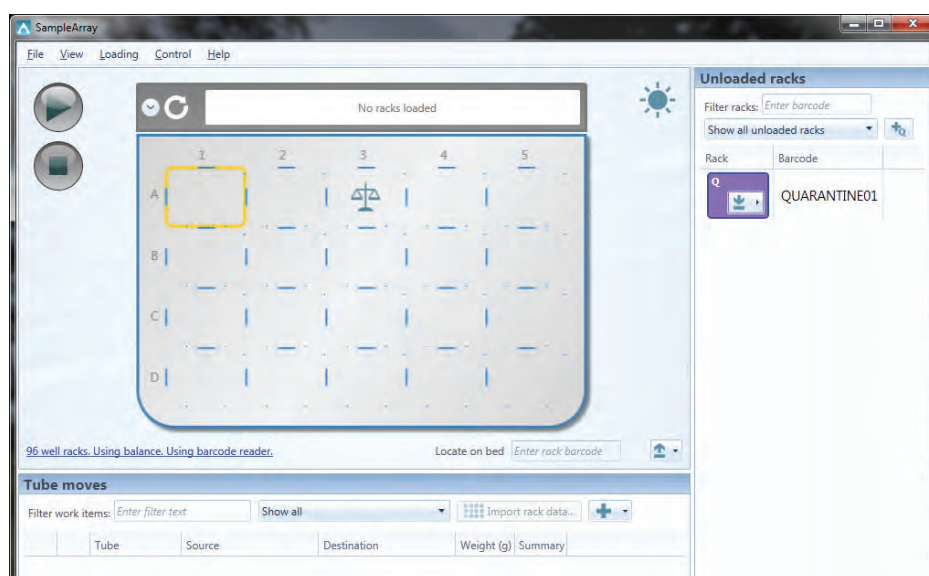 SampleArray
File View Loading Control Help
No racks loaded
1 2 3 4 5
A
B
C
D
96 well racks. Using balance. Using barcode reader.
Locate on bed Enter rack barcode
Unloaded racks
Filter racks: Enter barcode
Show all unloaded racks
Q
Rack Barcode
Q
QUARANTINE01
Tube moves
Filter work items: Enter filter text Show all Import rack data...
Tube Source Destination Weight (g) Summary